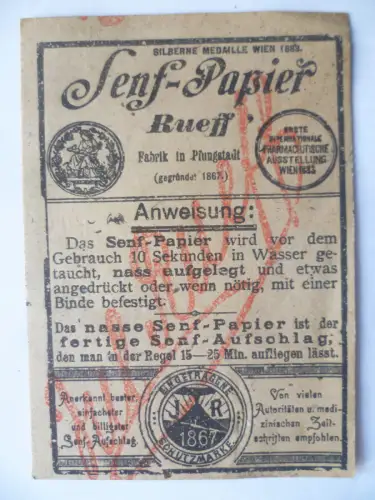 SILBERNE MEDAILLE WIEN 1883.
Senf-Papier
Rueff
Fabrik in Pfungstadt
(gegründet 1867.)
ERSTE
INTERNATIONALE
PHARMACEUTISCHE
AUSSTELLUNG
WIEN 1883
Anweisung:
Das Senf-Papier wird vor dem
Gebrauch 10 Sekunden in Wasser ge-
taucht, nass aufgelegt und etwas
angedrückt oder wenn nötig, mit einer
Binde befestigt.
Das nasse Senf-Papier ist der
fertige Senf-Aufschlag,
den man in der Regel 15—25 Min. aufliegen lässt.
Anerkannt bester,
einfachster
und billigster
Senf-Aufschlag.
EINGETRAGENE
J R
1867
SCHUTZMARKE
Von vielen
Autoritäten u. medi-
zinischen Zeit-
schriften empfohlen.